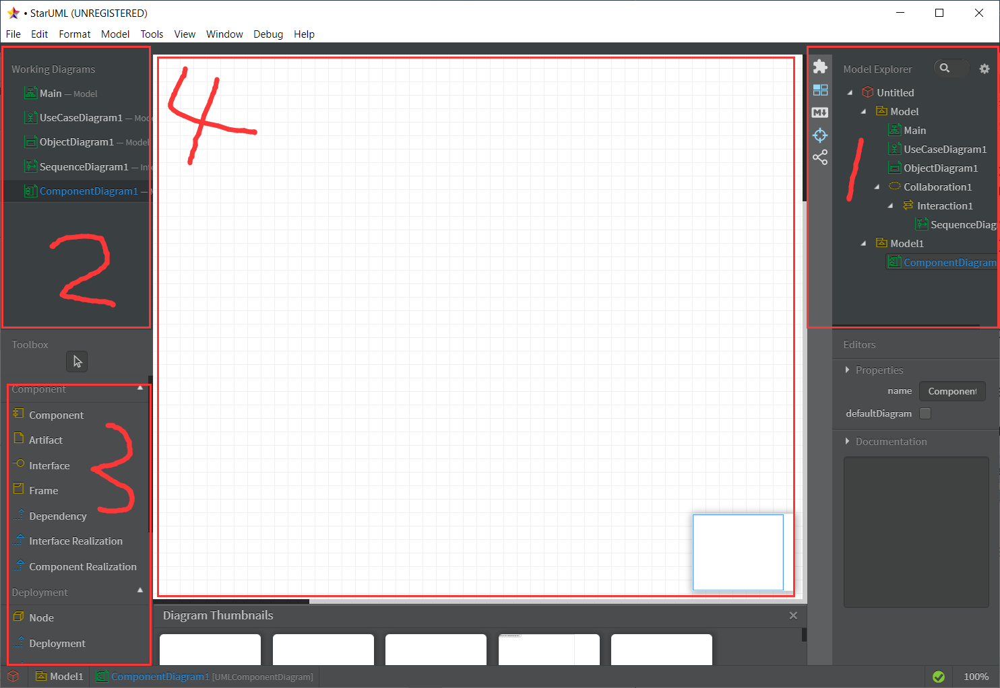 • StarUML (UNREGISTERED)
File Edit Format Model Tools View Window Debug Help
Working Diagrams
Main — Model
UseCaseDiagram1 — Mode
ObjectDiagram1 — Model
SequenceDiagram1 — Inte
ComponentDiagram1 —
2
Toolbox
Component
Component
Artifact
Interface
Frame
Dependency
Interface Realization
Component Realization
Deployment
Node
Deployment
3
4
Diagram Thumbnails
M↓
Model Explorer
Untitled
Model
Main
UseCaseDiagram1
ObjectDiagram1
Collaboration1
Interaction1
SequenceDiag
Model1
ComponentDiagram
1
Editors
Properties
name Component
defaultDiagram
Documentation
Model1 ComponentDiagram1 [UMLComponentDiagram]
100%